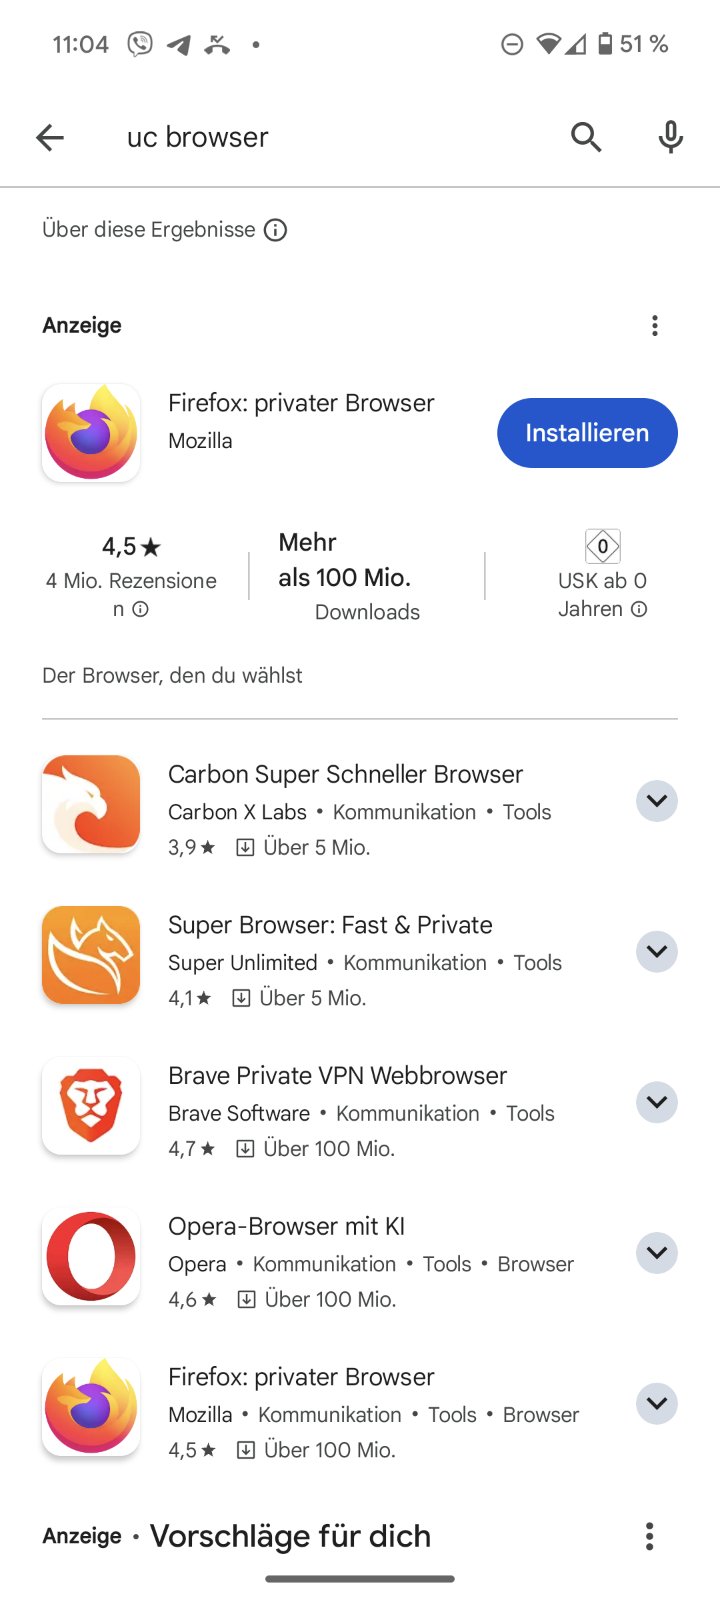 11:04
51 %
uc browser
Über diese Ergebnisse
Anzeige
Firefox: privater Browser
Mozilla
Installieren
4,5★
4 Mio. Rezensione
n
Mehr
als 100 Mio.
Downloads
0
USK ab 0
Jahren
Der Browser, den du wählst
Carbon Super Schneller Browser
Carbon X Labs • Kommunikation • Tools
3,9★ Über 5 Mio.
Super Browser: Fast & Private
Super Unlimited • Kommunikation • Tools
4,1★ Über 5 Mio.
Brave Private VPN Webbrowser
Brave Software • Kommunikation • Tools
4,7★ Über 100 Mio.
Opera-Browser mit KI
Opera • Kommunikation • Tools • Browser
4,6★ Über 100 Mio.
Firefox: privater Browser
Mozilla • Kommunikation • Tools • Browser
4,5★ Über 100 Mio.
Anzeige • Vorschläge für dich